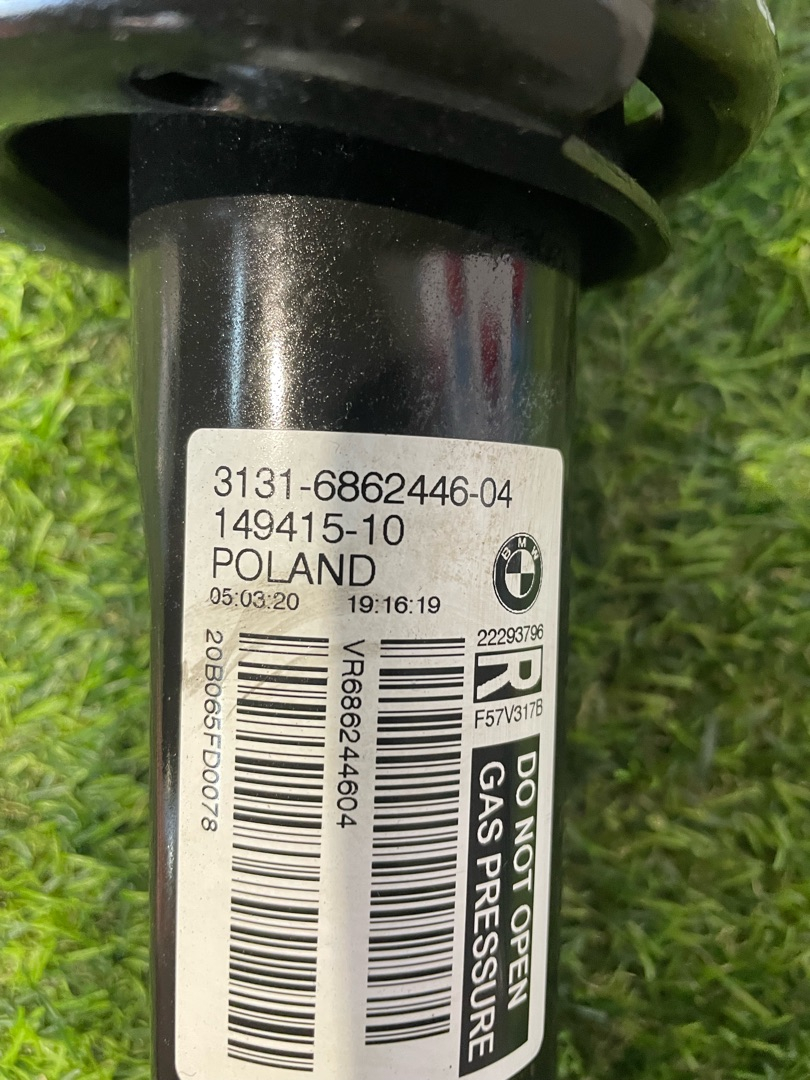 3131-6862446-04
149415-10
POLAND
05:03:20 19:16:19
BMW
22293796
R
F57V317B
20B065FD0078
VR686244604
DO NOT OPEN
GAS PRESSURE